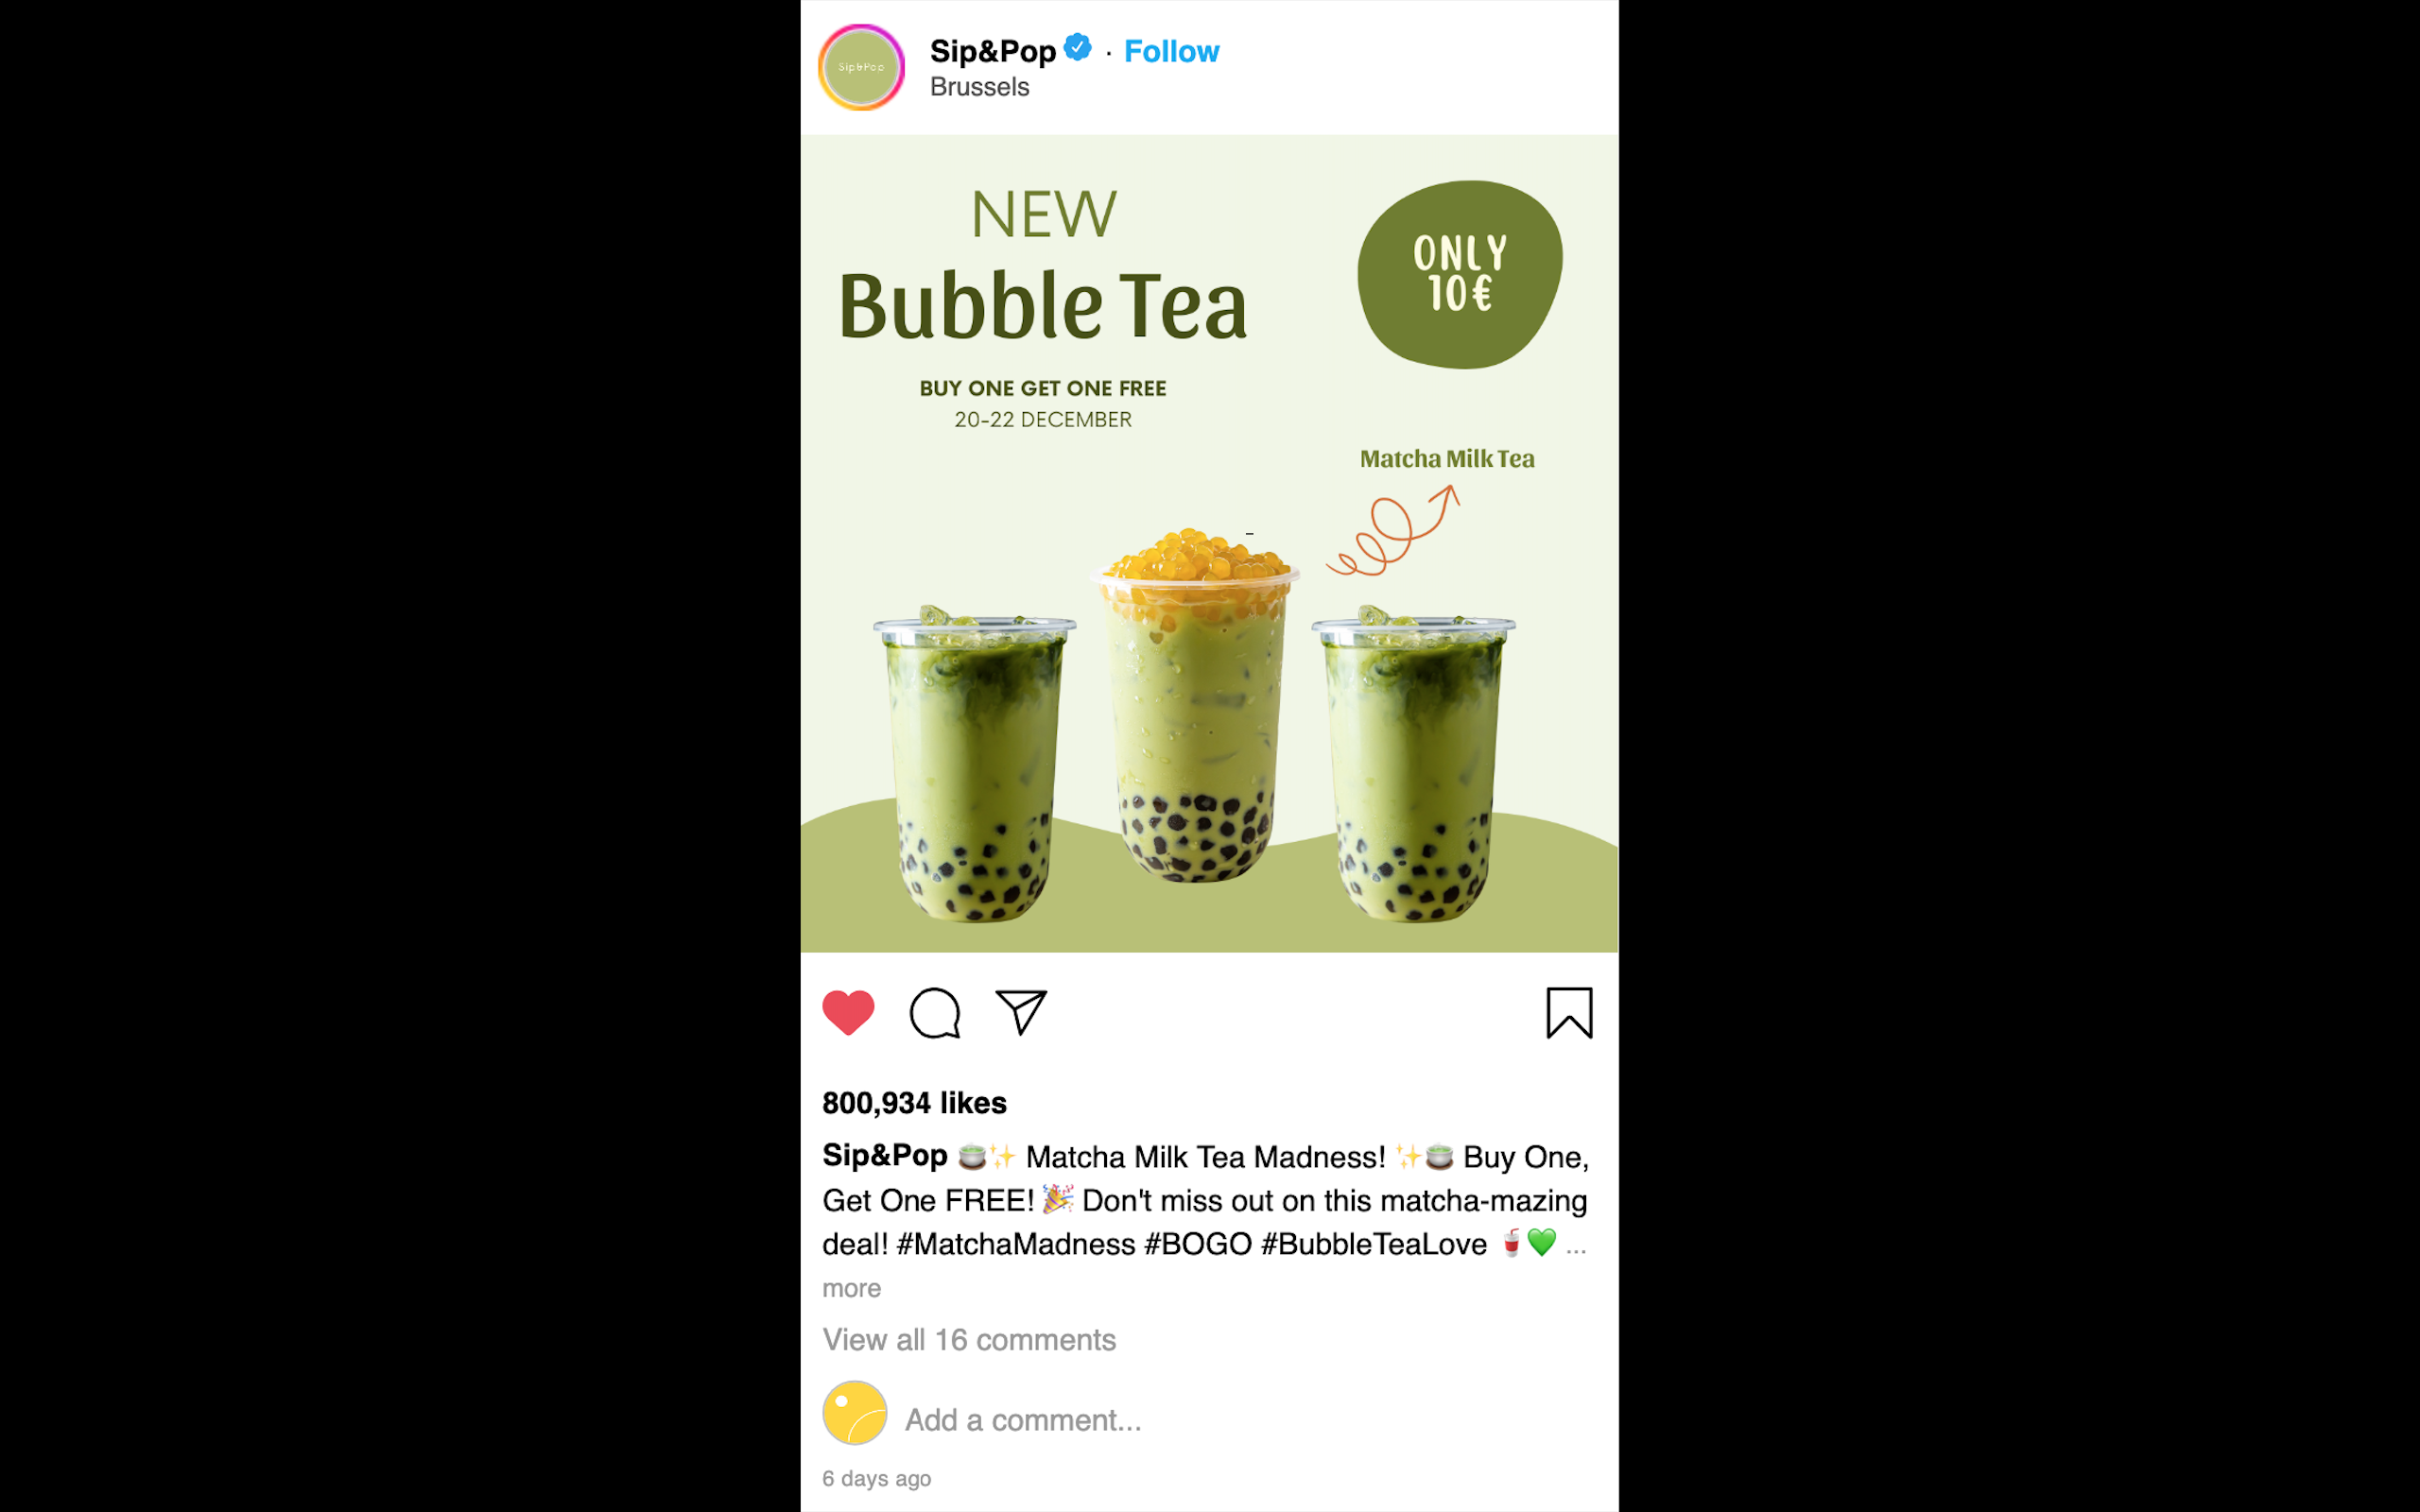 Sip&Pop
Sip&Pop · Follow
Brussels
NEW
Bubble Tea
BUY ONE GET ONE FREE
20-22 DECEMBER
ONLY
10€
Matcha Milk Tea
800,934 likes
Sip&Pop 🍵✨ Matcha Milk Tea Madness! ✨🍵 Buy One,
Get One FREE! 🎉 Don't miss out on this matcha-mazing
deal! #MatchaMadness #BOGO #BubbleTeaLove 🥤💚 ...
more
View all 16 comments
Add a comment...
6 days ago